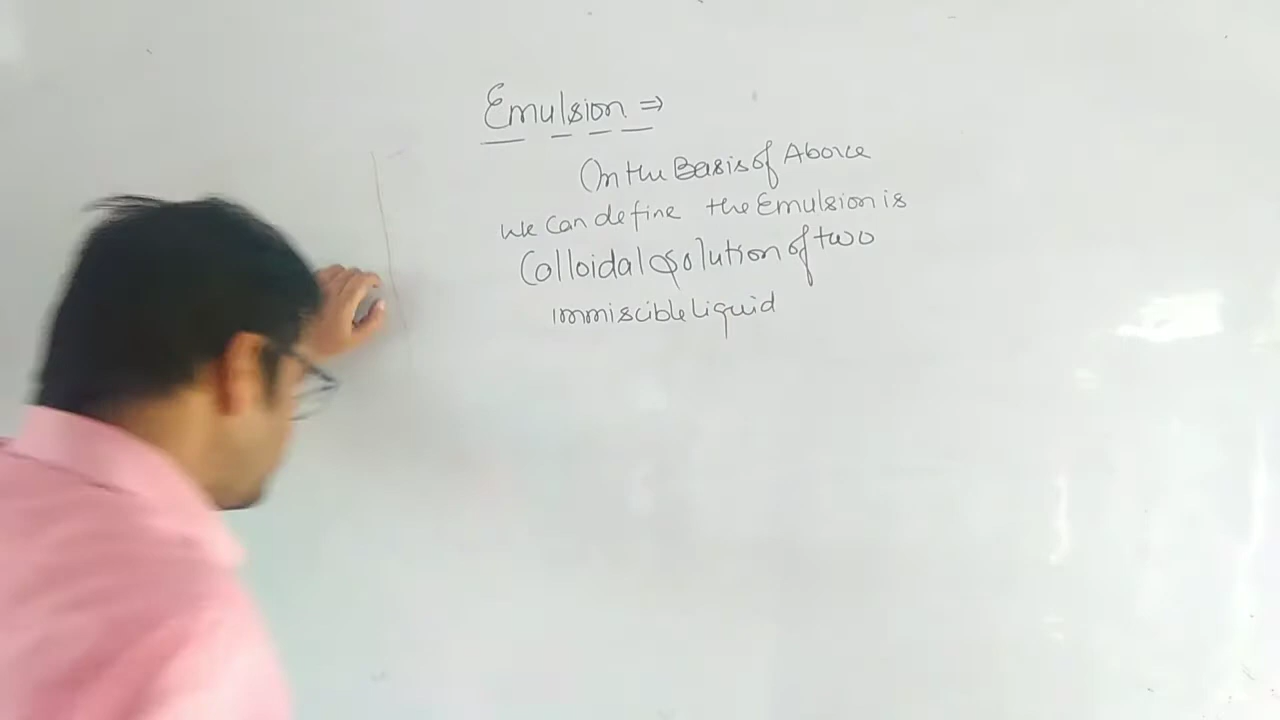 Emulsion ⇒
On the Basis of Above
we can define the Emulsion is
Colloidal solution of two
immiscible liquid